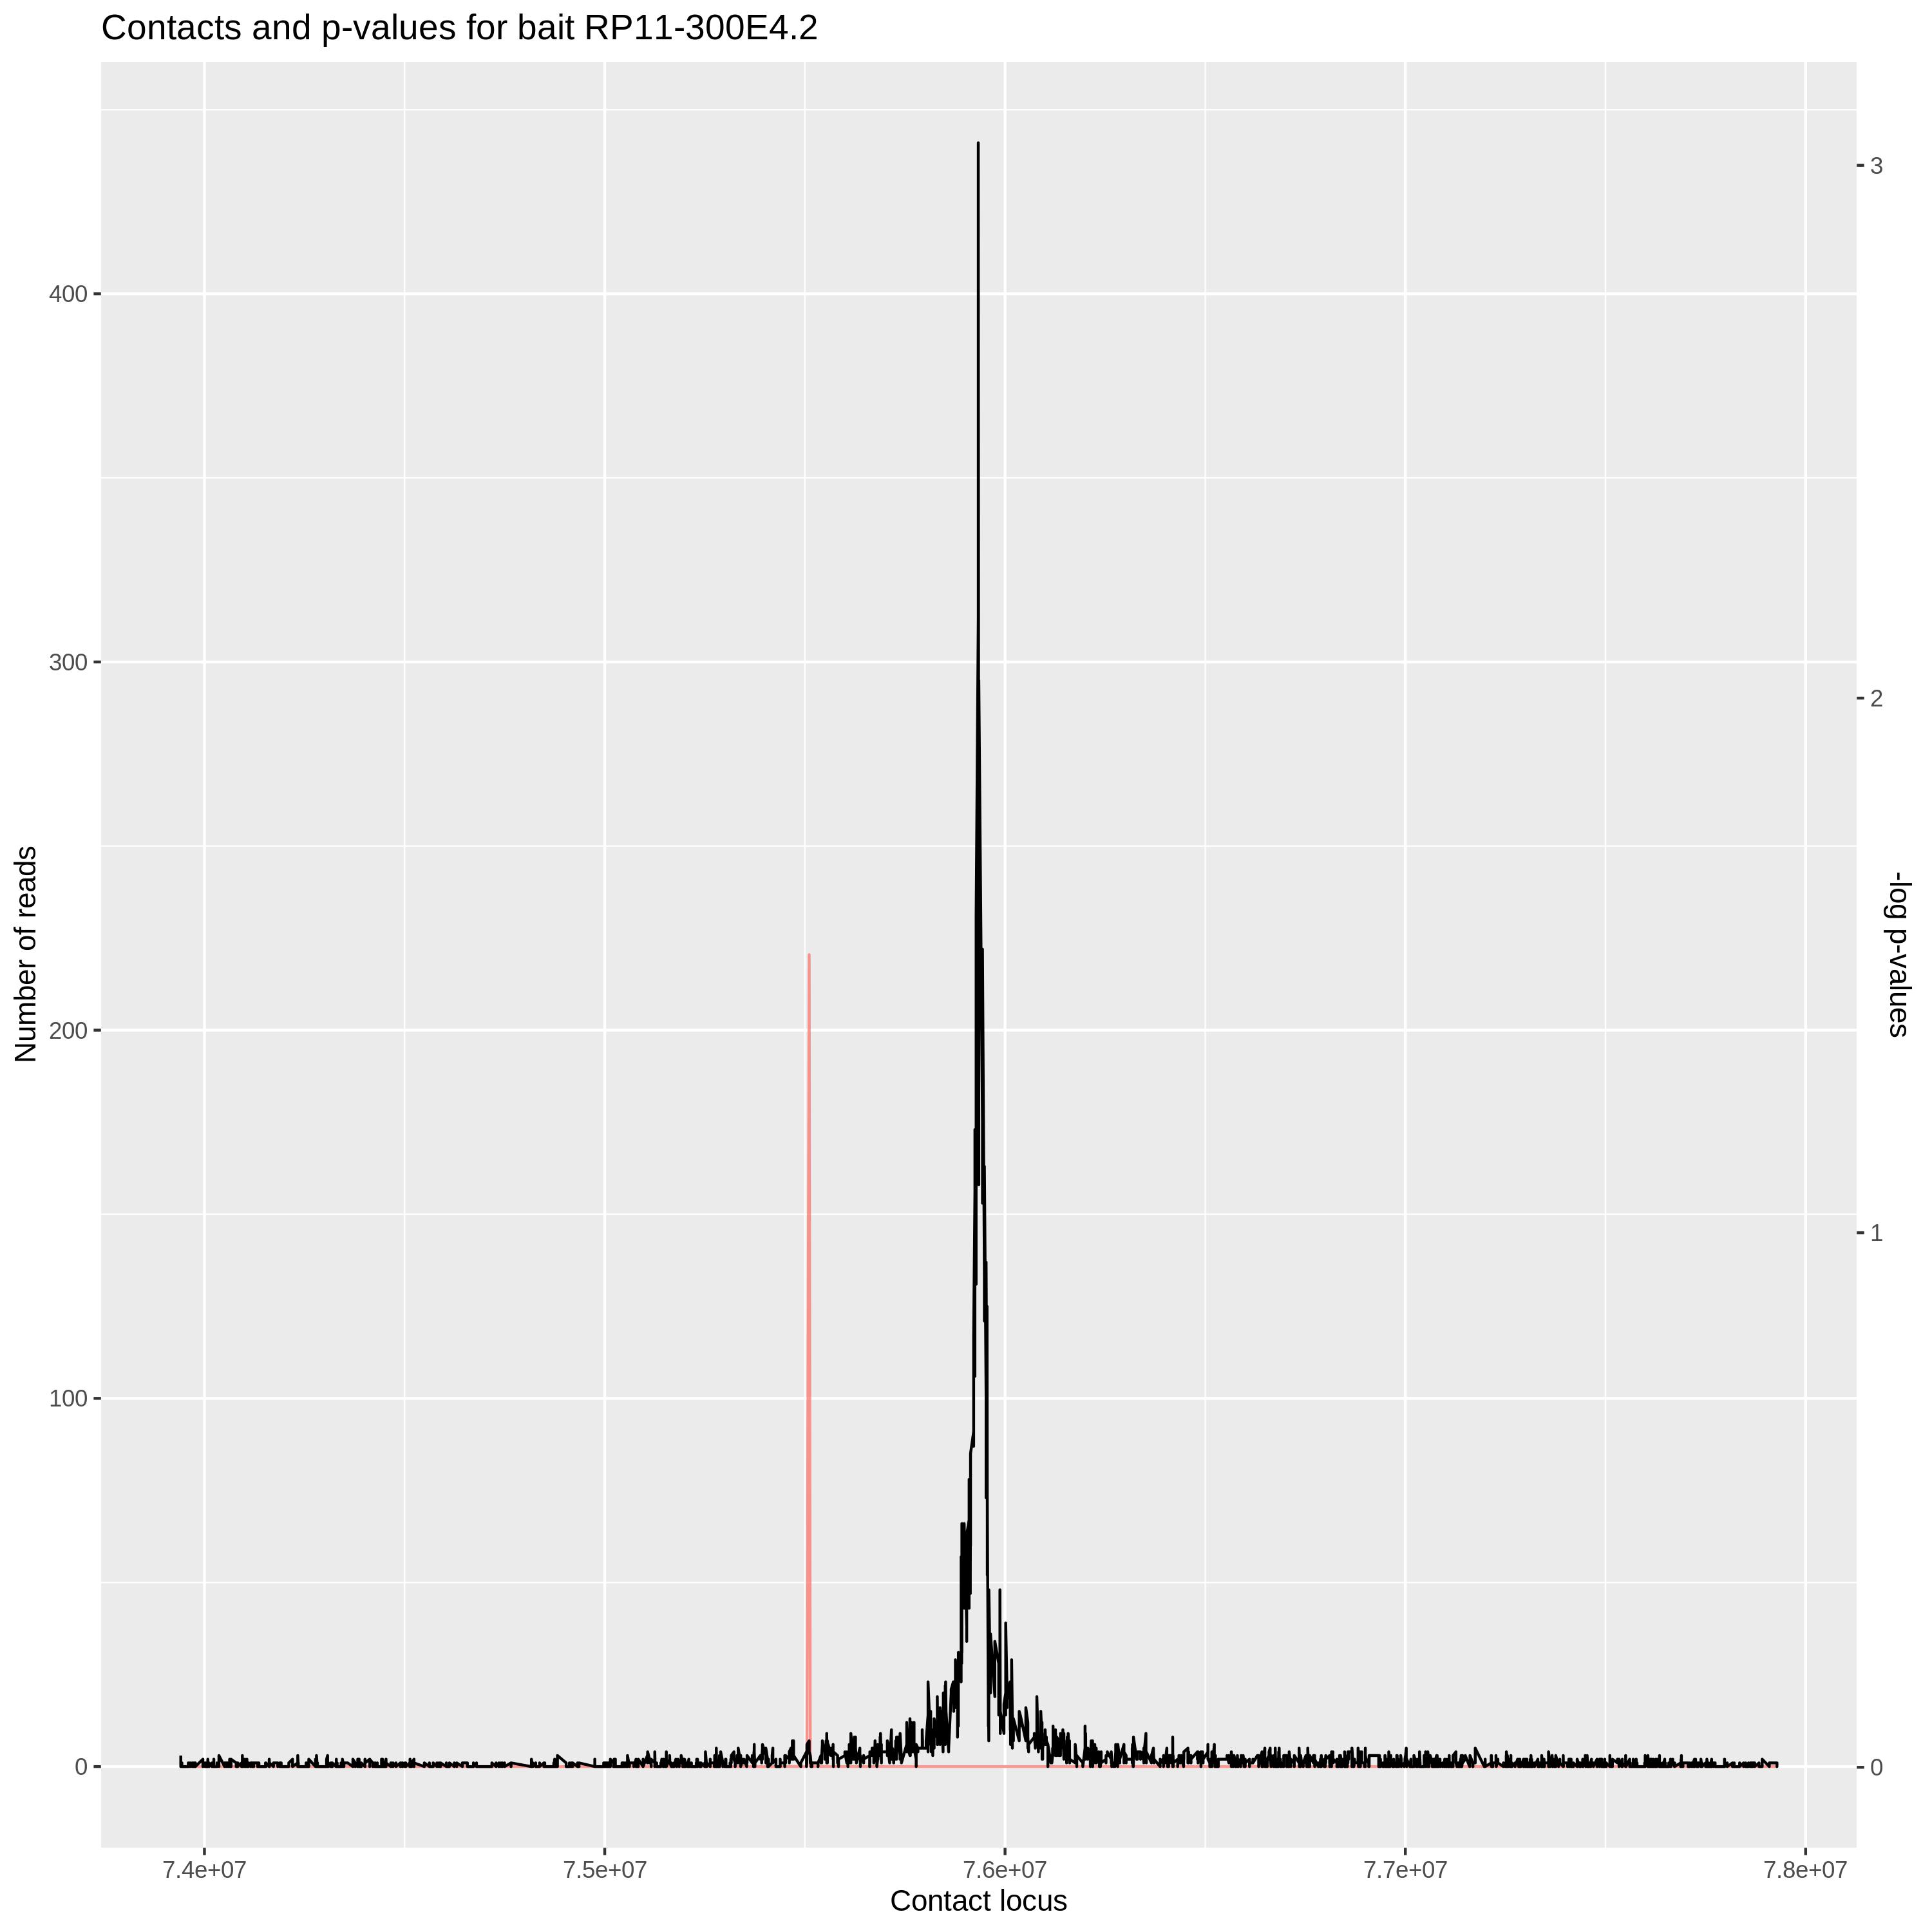 Contacts and p-values for bait RP11-300E4.2
Number of reads
400
300
200
100
0
3
2
1
0
-log p-values
7.4e+07 7.5e+07 7.6e+07 7.7e+07 7.8e+07
Contact locus